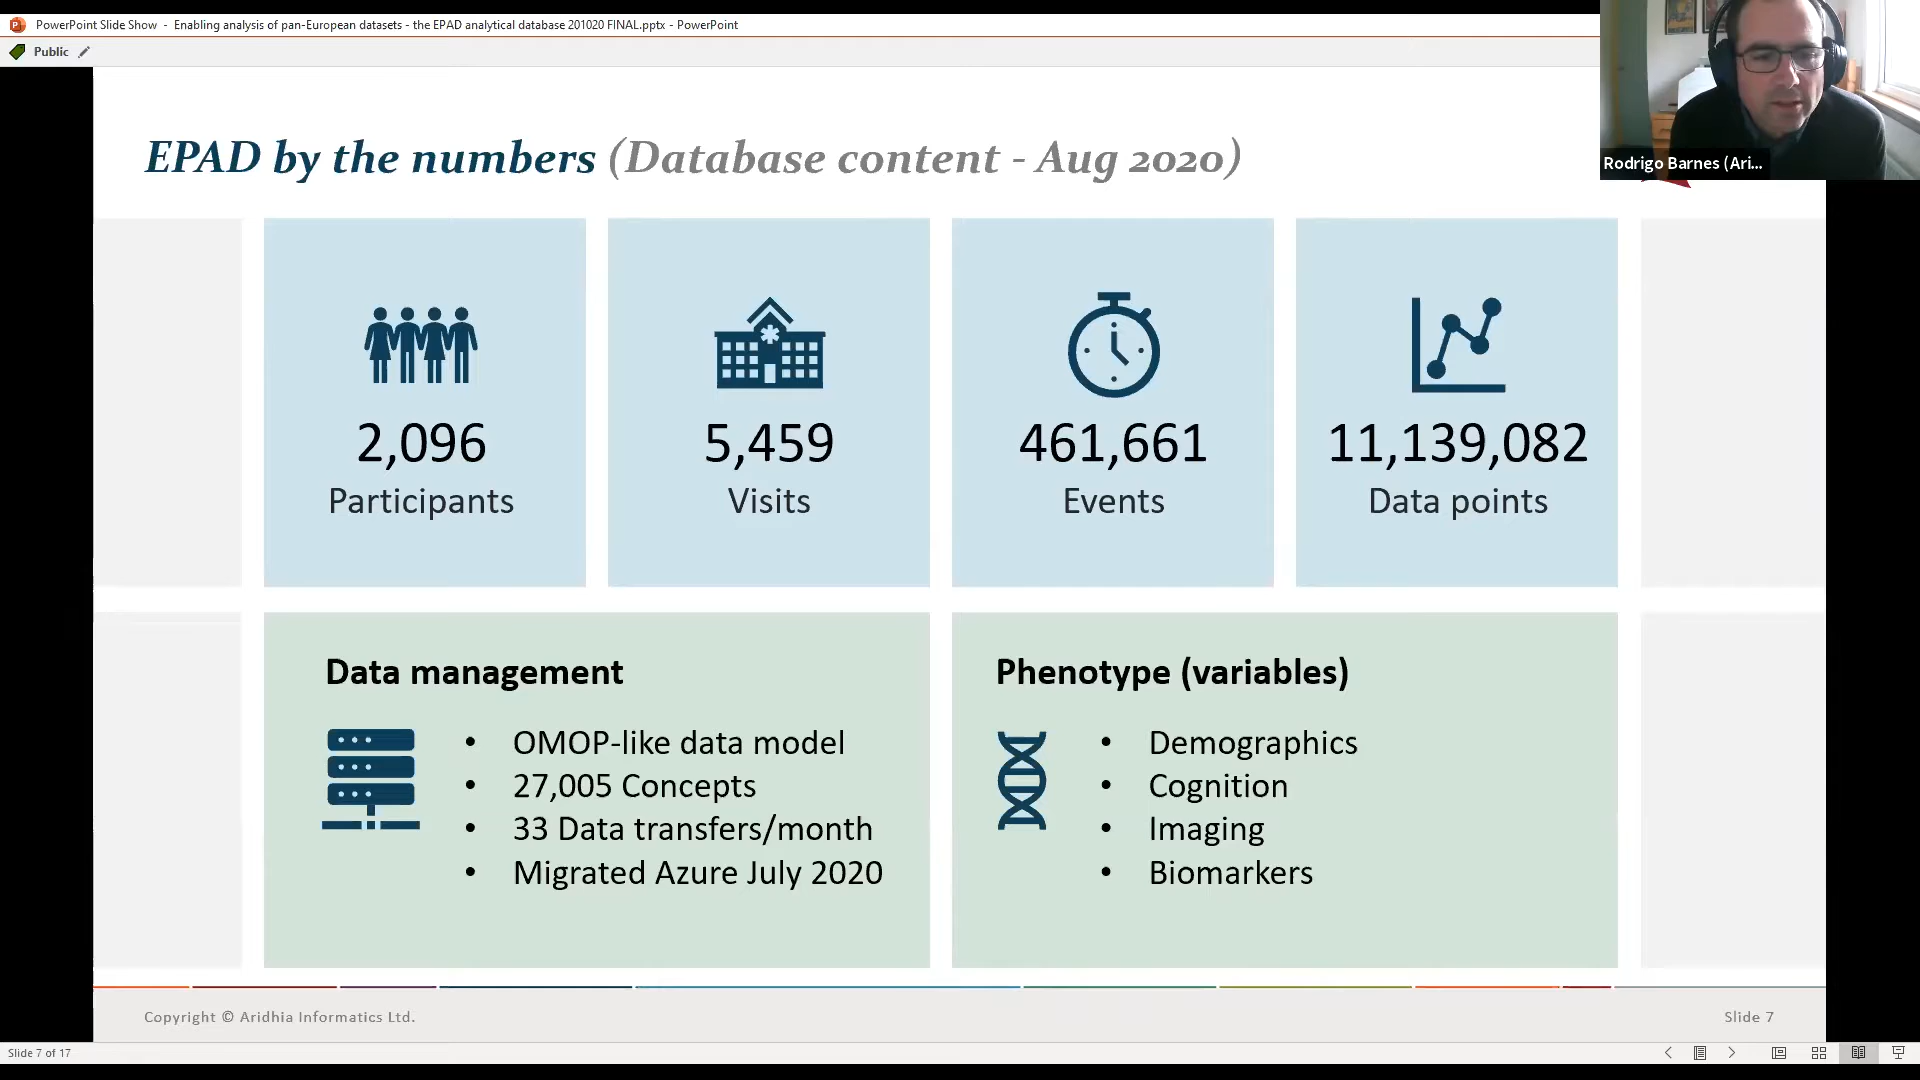 PowerPoint Slide Show - Enabling analysis of pan-European datasets - the EPAD analytical database 201020 FINAL.pptx - PowerPoint
Public
Rodrigo Barnes (Ari...
EPAD by the numbers (Database content - Aug 2020)
2,096
Participants
5,459
Visits
461,661
Events
11,139,082
Data points
Data management
• OMOP-like data model
• 27,005 Concepts
• 33 Data transfers/month
• Migrated Azure July 2020
Phenotype (variables)
• Demographics
• Cognition
• Imaging
• Biomarkers
Copyright © Aridhia Informatics Ltd.
Slide 7
Slide 7 of 17